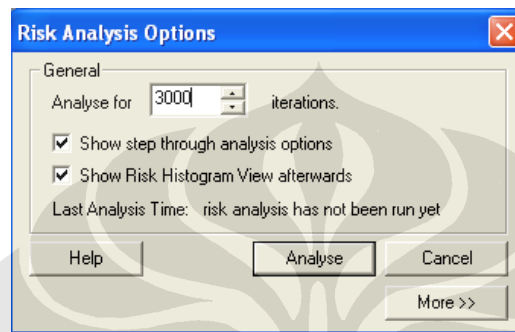 Risk Analysis Options
General
Analyse for 3000 iterations.
Show step through analysis options
Show Risk Histogram View afterwards
Last Analysis Time: risk analysis has not been run yet
Help Analyse Cancel
More >>